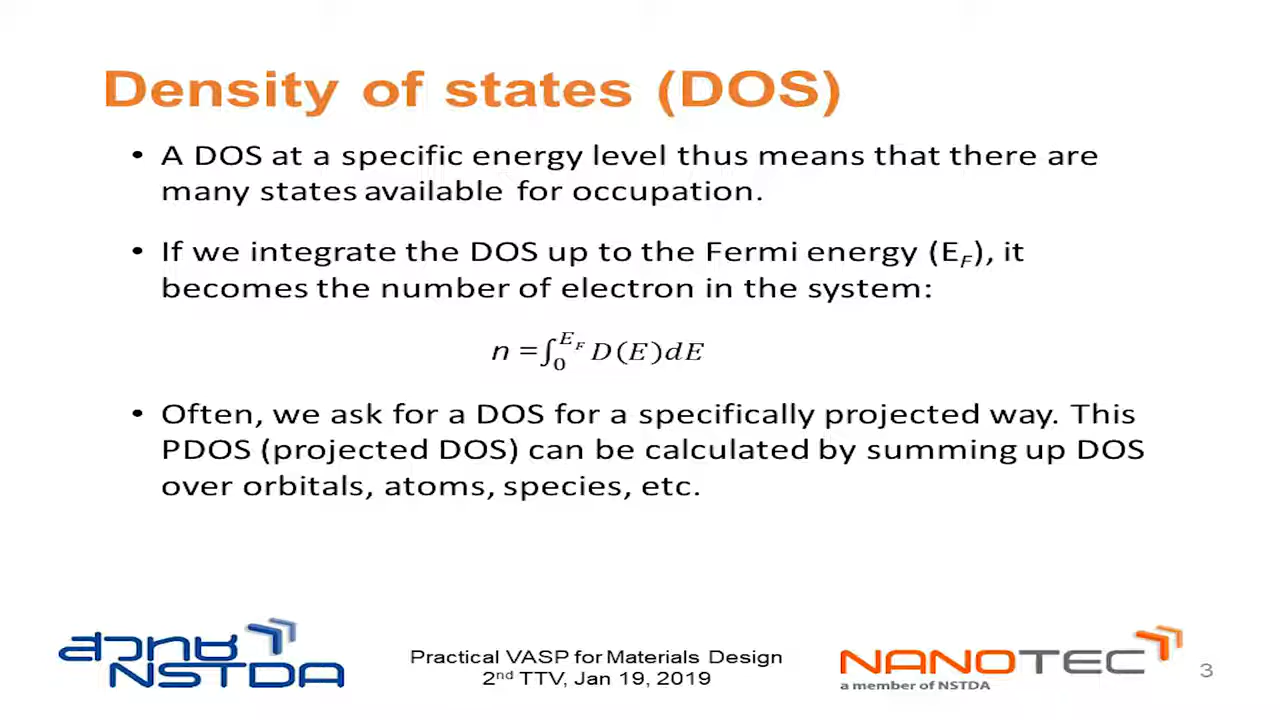 Density of states (DOS)
• A DOS at a specific energy level thus means that there are
many states available for occupation.
• If we integrate the DOS up to the Fermi energy (E_F), it
becomes the number of electron in the system:
n = ∫_0^{E_F} D(E)dE
• Often, we ask for a DOS for a specifically projected way. This
PDOS (projected DOS) can be calculated by summing up DOS
over orbitals, atoms, species, etc.
สวทช
NSTDA
Practical VASP for Materials Design
2nd TTV, Jan 19, 2019
NANOTEC
a member of NSTDA
3